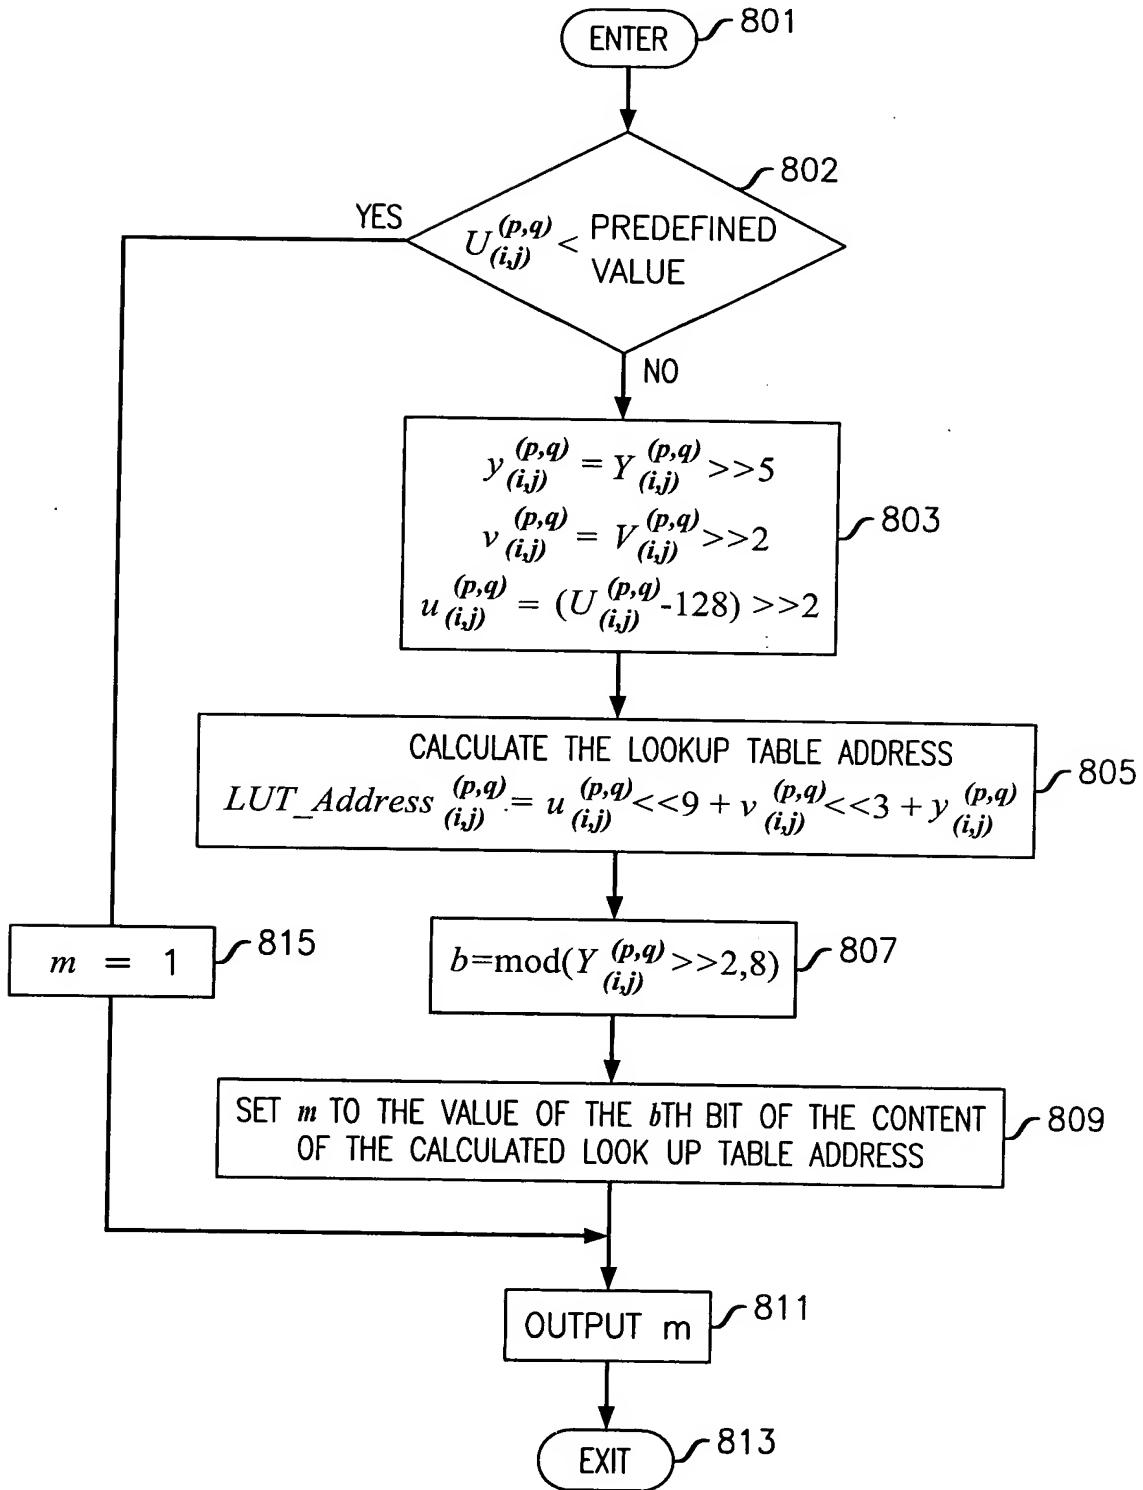 ENTER 801
802
YES
U(i,j)(p,q) < PREDEFINED VALUE
NO
y(i,j)(p,q) = Y(i,j)(p,q) >>5
v(i,j)(p,q) = V(i,j)(p,q) >>2
u(i,j)(p,q) = (U(i,j)(p,q) -128) >>2
803
CALCULATE THE LOOKUP TABLE ADDRESS
LUT_Address(i,j)(p,q) = u(i,j)(p,q) <<9 + v(i,j)(p,q) <<3 + y(i,j)(p,q)
805
m = 1 815
b=mod(Y(i,j)(p,q) >>2,8) 807
SET m TO THE VALUE OF THE bTH BIT OF THE CONTENT
OF THE CALCULATED LOOK UP TABLE ADDRESS
809
OUTPUT m 811
EXIT 813